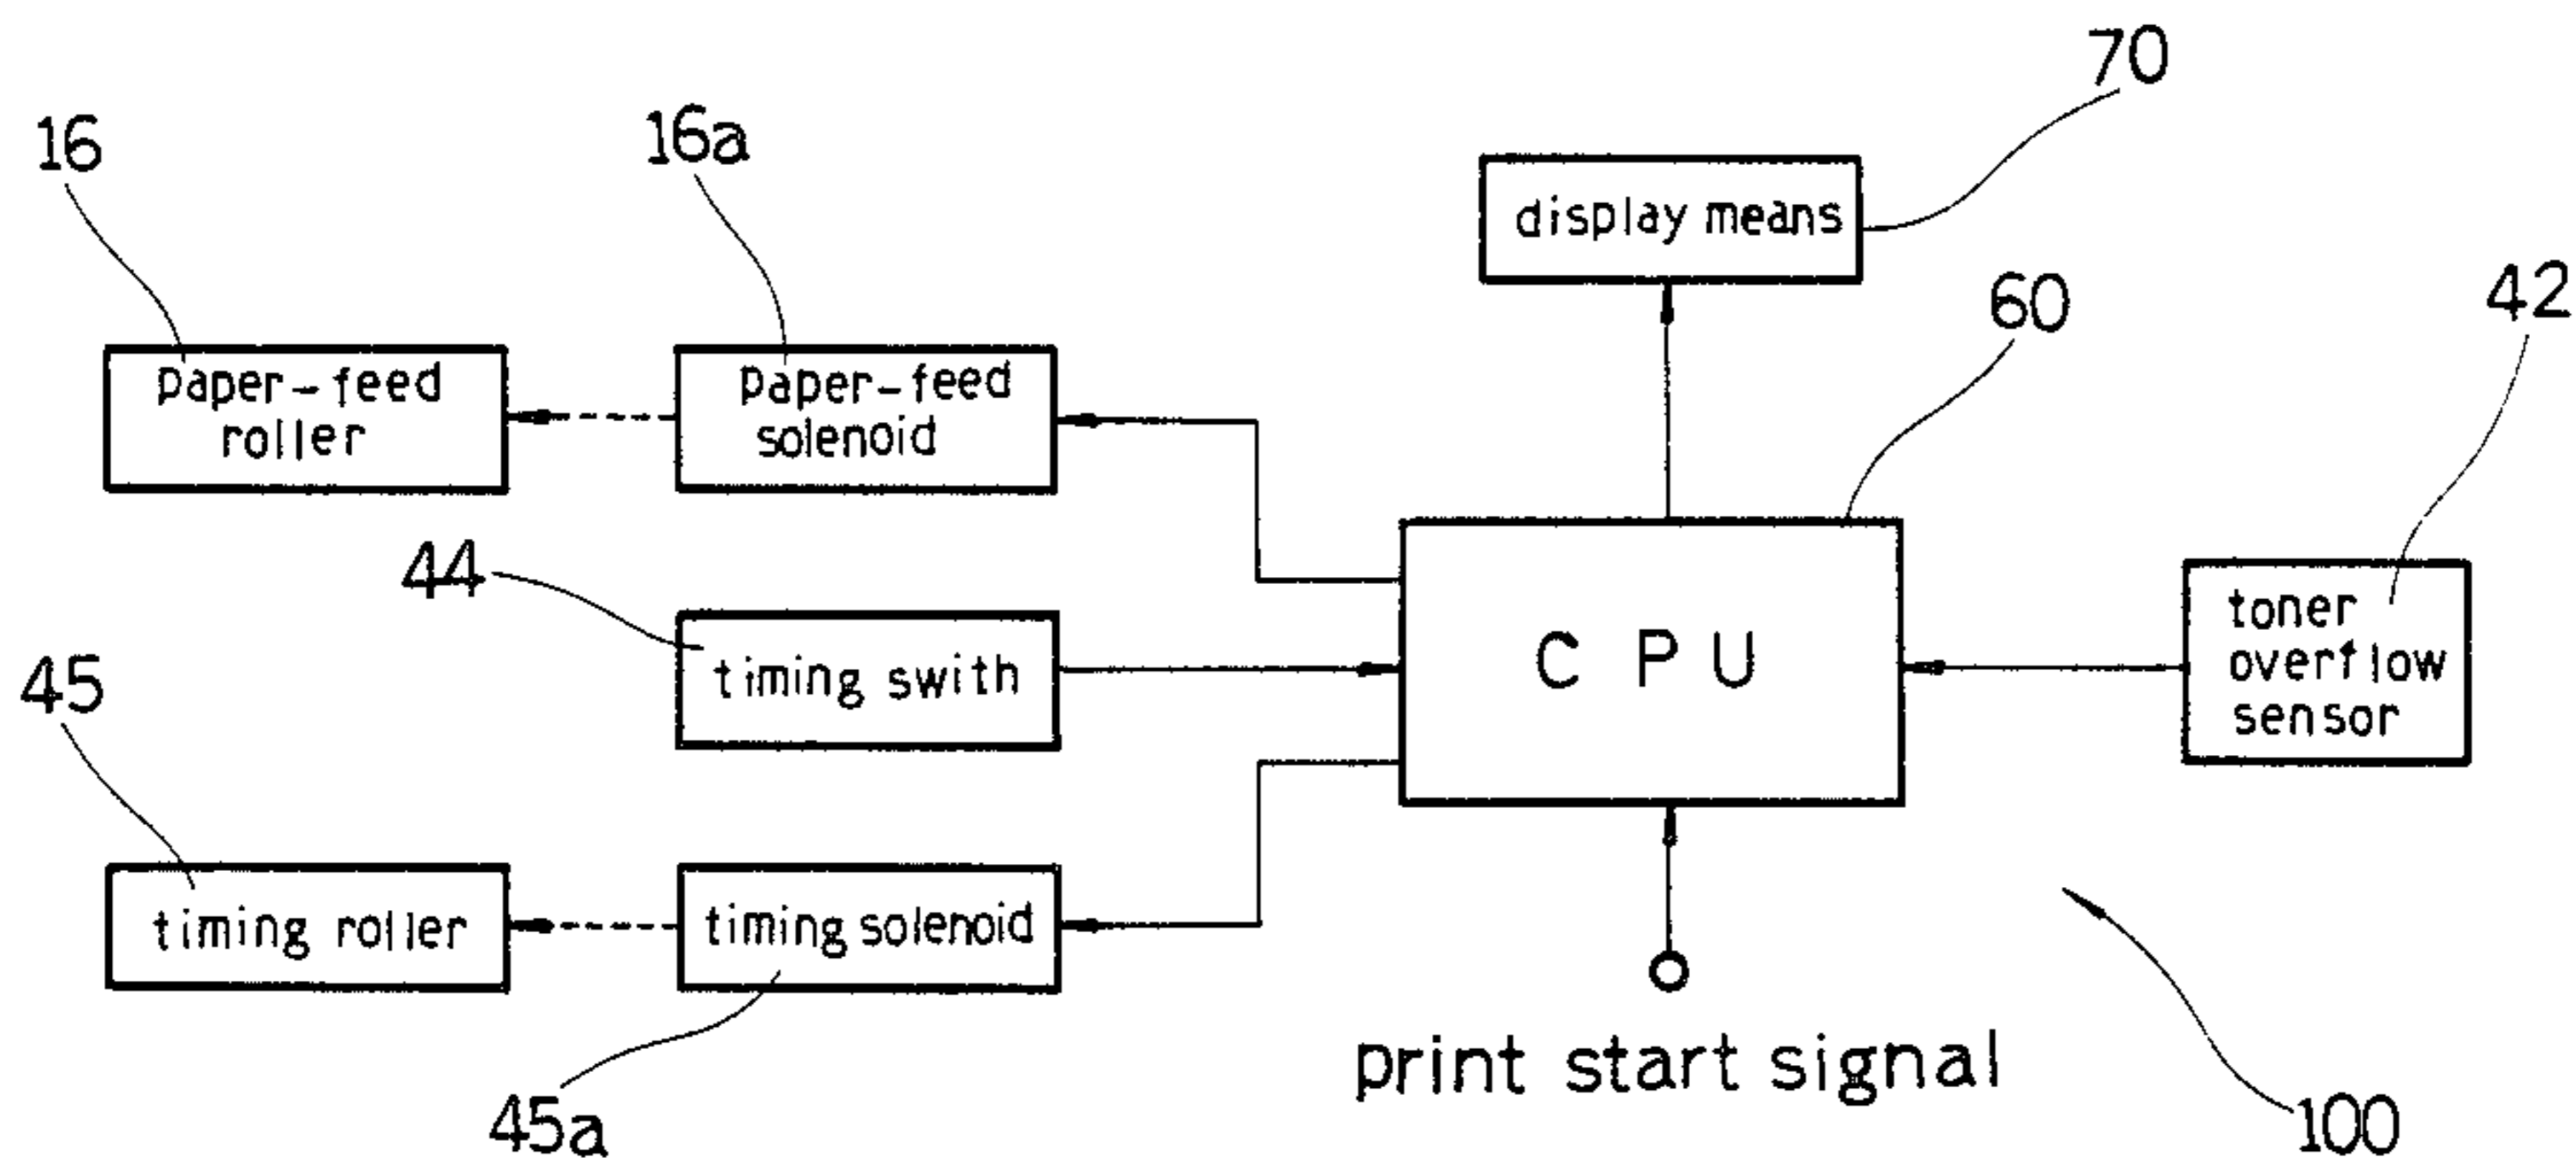 70
16
16a
display means
60
42
paper-feed
roller
paper-feed
solenoid
44
timing swith
C P U
toner
overflow
sensor
45
timing roller
timing solenoid
print start signal
45a
100